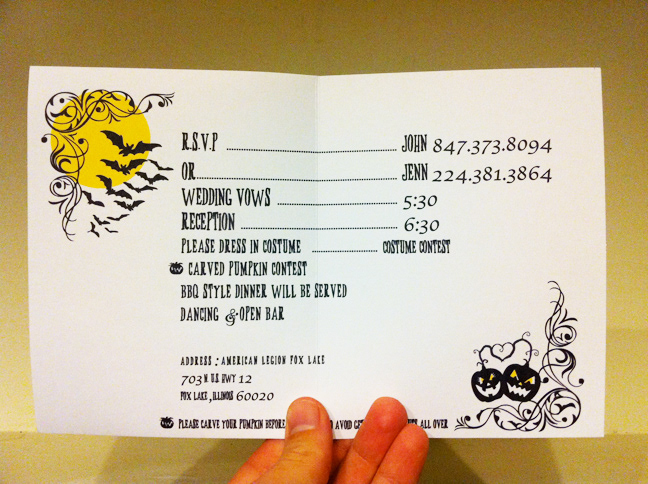 R.S.V.P ........ JOHN 847.373.8094
OR........ JENN 224.381.3864
WEDDING VOWS ........ 5:30
RECEPTION ........ 6:30
PLEASE DRESS IN COSTUME ........ COSTUME CONTEST
CARVED PUMPKIN CONTEST
BBQ STYLE DINNER WILL BE SERVED
DANCING & OPEN BAR
ADDRESS : AMERICAN LEGION FOX LAKE
703 N. U.S. HWY 12
FOX LAKE, ILLINOIS 60020
PLEASE CARVE YOUR PUMPKIN BEFORE AVOID ALL OVER